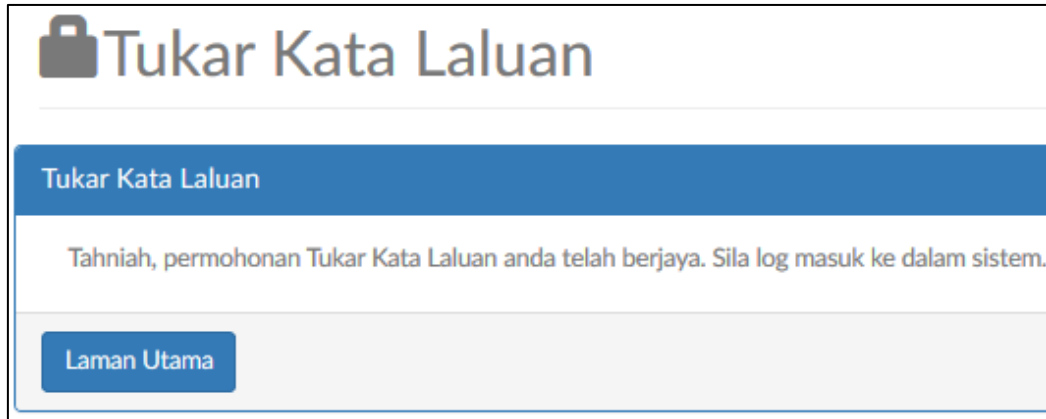 Tukar Kata Laluan
Tukar Kata Laluan
Tahniah, permohonan Tukar Kata Laluan anda telah berjaya. Sila log masuk ke dalam sistem.
Laman Utama